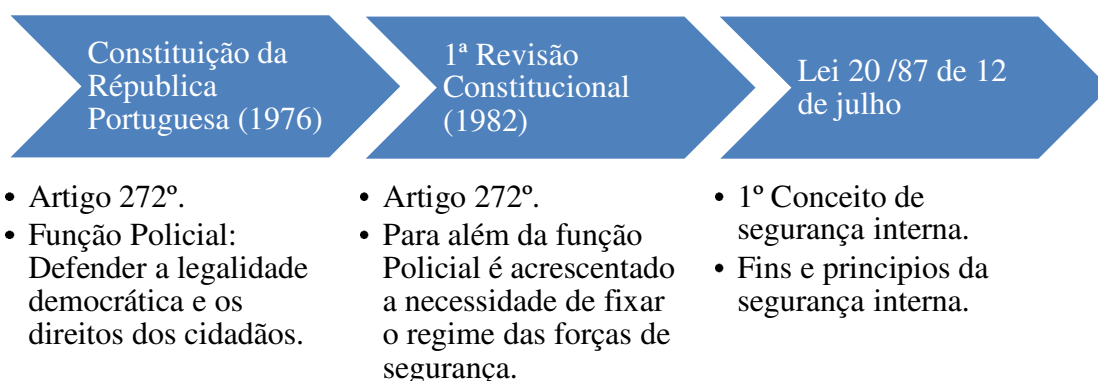 Constituição da
Républica
Portuguesa (1976)
1ª Revisão
Constitucional
(1982)
Lei 20 /87 de 12
de julho
• Artigo 272º.
• Função Policial:
Defender a legalidade
democrática e os
direitos dos cidadãos.
• Artigo 272º.
• Para além da função
Policial é acrescentado
a necessidade de fixar
o regime das forças de
segurança.
• 1º Conceito de
segurança interna.
• Fins e principios da
segurança interna.